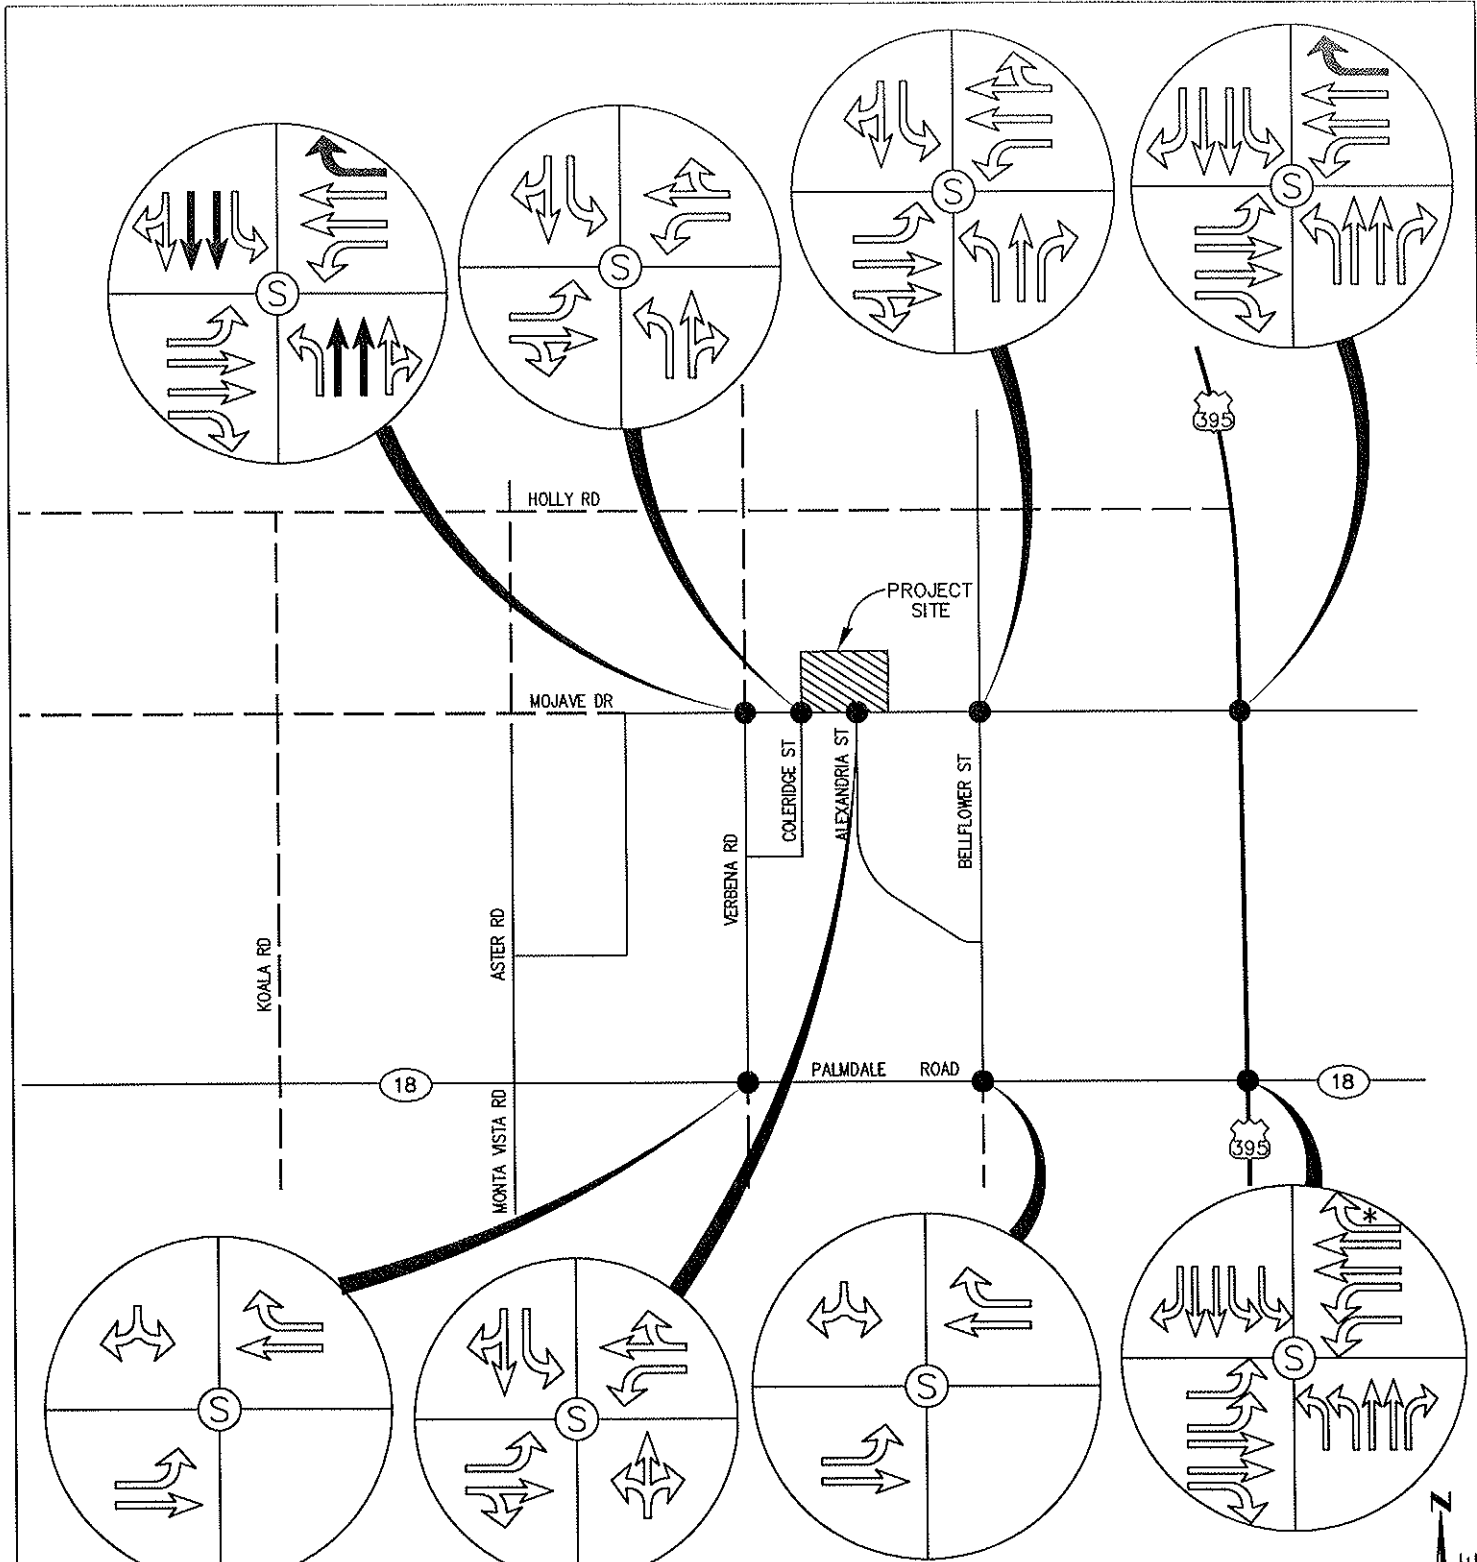 S
S
S
S
395
HOLLY RD
PROJECT
SITE
MOJAVE DR
COLERIDGE ST
ALEXANDRIA ST
BELLFLOWER ST
VERBENA RD
ASTER RD
KOALA RD
PALMDALE ROAD
18
18
MONTA VISTA RD
395
*
S
S
S
S
N